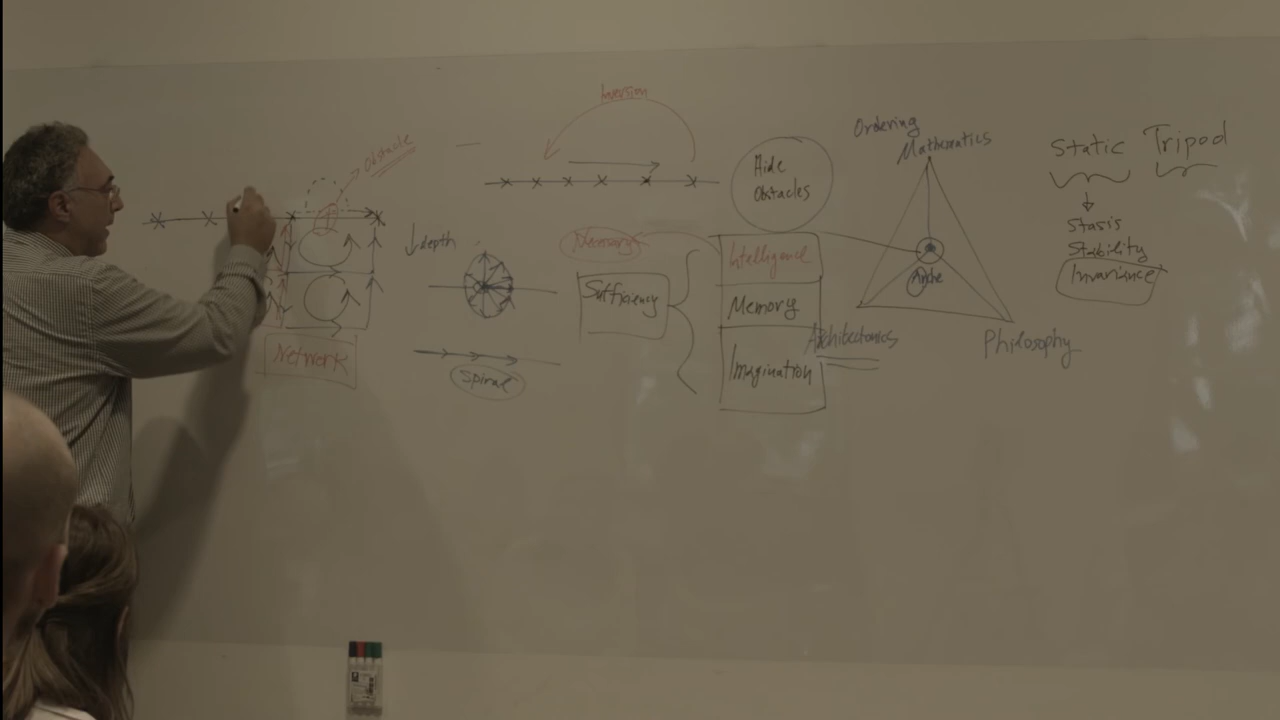 Inversion
Obstacle
Hide
Obstacles
Ordering
Mathematics
Static Tripod
Stasis
Stability
Invariance
depth
Necessary
Intelligence
Sufficiency
Memory
Imagination
Arche
Architectonics
Philosophy
Network
Spiral